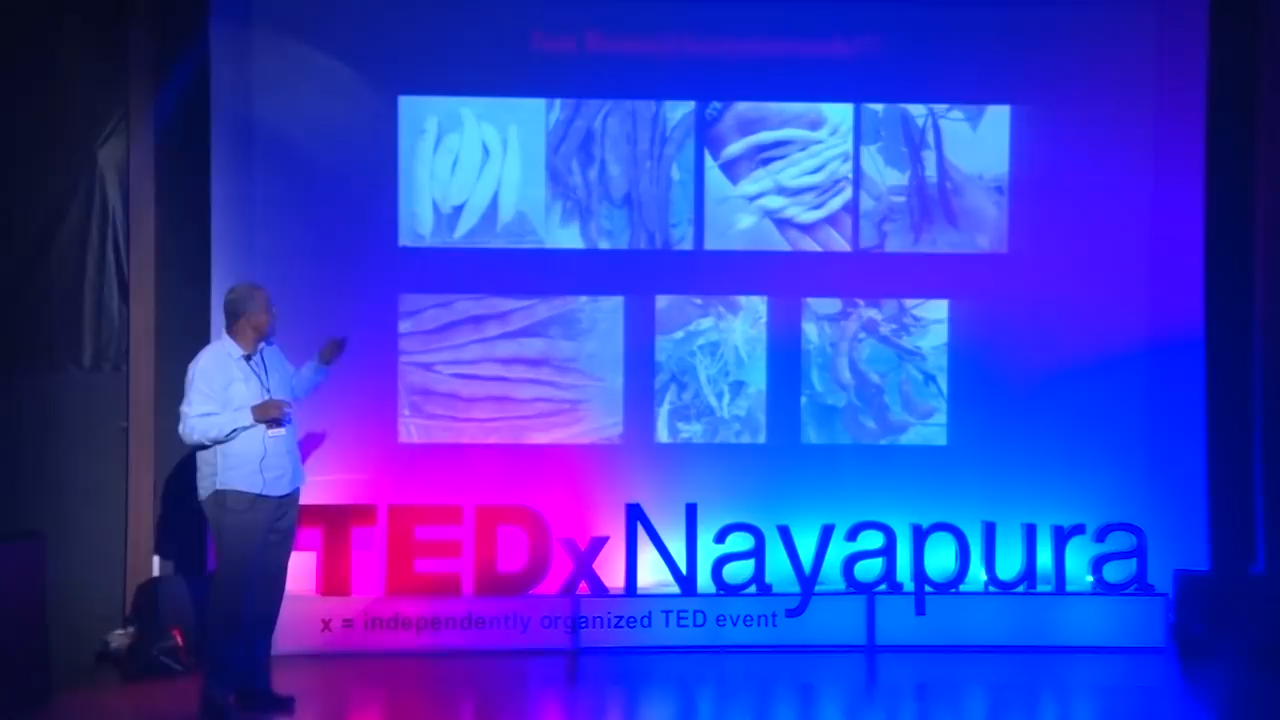 TEDxNayapura
x = independently organized TED event